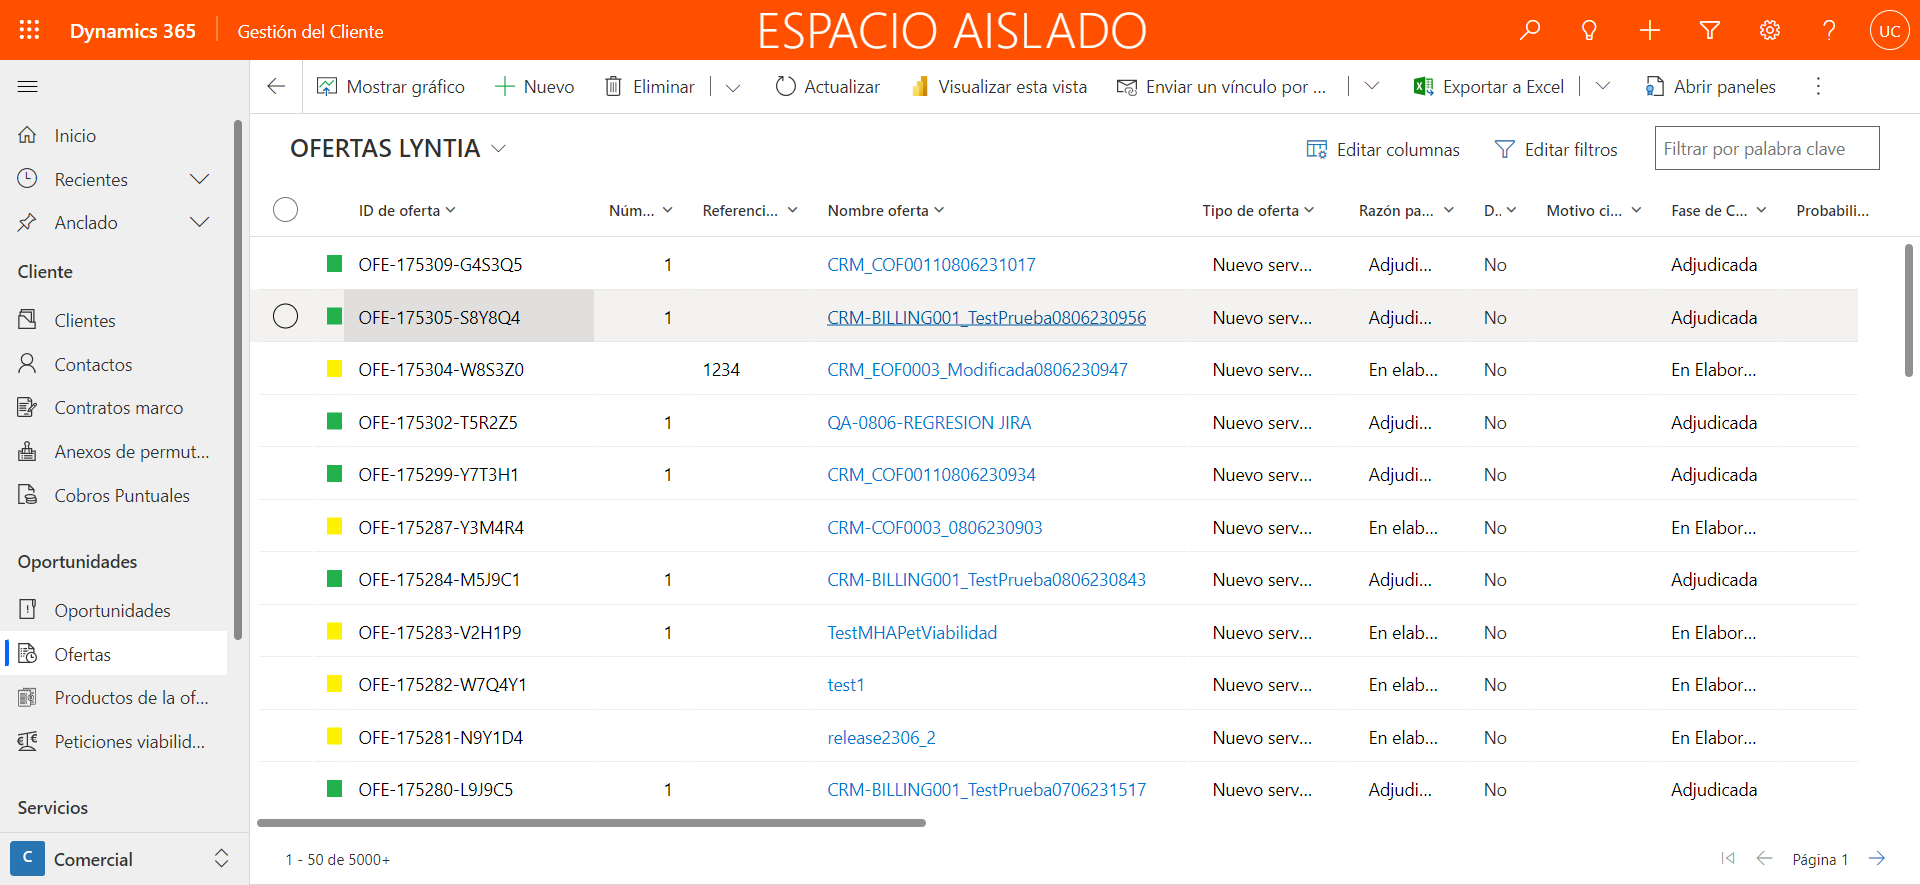 Dynamics 365 Gestión del Cliente ESPACIO AISLADO UC
Mostrar gráfico Nuevo Eliminar Actualizar Visualizar esta vista Enviar un vínculo por ... Exportar a Excel Abrir paneles
Inicio
Recientes
Anclado
Cliente
Clientes
Contactos
Contratos marco
Anexos de permut...
Cobros Puntuales
Oportunidades
Oportunidades
Ofertas
Productos de la of...
Peticiones viabilid...
Servicios
C Comercial
OFERTAS LYNTIA Editar columnas Editar filtros Filtrar por palabra clave
ID de oferta Núm... Referenci... Nombre oferta Tipo de oferta Razón pa... D.. Motivo ci... Fase de C... Probabili...
OFE-175309-G4S3Q5 1 CRM_COF00110806231017 Nuevo serv... Adjudi... No Adjudicada
OFE-175305-S8Y8Q4 1 CRM-BILLING001_TestPrueba0806230956 Nuevo serv... Adjudi... No Adjudicada
OFE-175304-W8S3Z0 1234 CRM_EOF0003_Modificada0806230947 Nuevo serv... En elab... No En Elabor...
OFE-175302-T5R2Z5 1 QA-0806-REGRESION JIRA Nuevo serv... Adjudi... No Adjudicada
OFE-175299-Y7T3H1 1 CRM_COF00110806230934 Nuevo serv... Adjudi... No Adjudicada
OFE-175287-Y3M4R4 CRM-COF0003_0806230903 Nuevo serv... En elab... No En Elabor...
OFE-175284-M5J9C1 1 CRM-BILLING001_TestPrueba0806230843 Nuevo serv... Adjudi... No Adjudicada
OFE-175283-V2H1P9 1 TestMHAPetViabilidad Nuevo serv... En elab... No En Elabor...
OFE-175282-W7Q4Y1 test1 Nuevo serv... En elab... No En Elabor...
OFE-175281-N9Y1D4 release2306_2 Nuevo serv... En elab... No En Elabor...
OFE-175280-L9J9C5 1 CRM-BILLING001_TestPrueba0706231517 Nuevo serv... Adjudi... No Adjudicada
1 - 50 de 5000+ Página 1